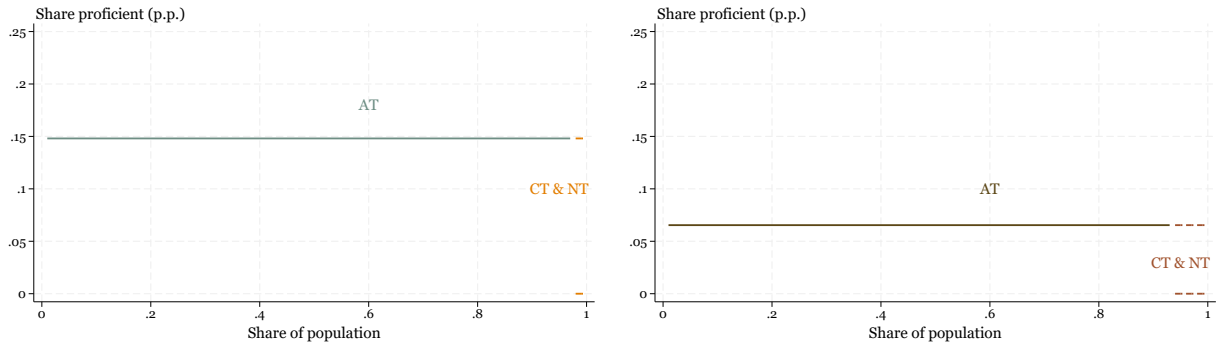 Share proficient (p.p.)
.25
.2
.15
.1
.05
0
AT
CT & NT
0 .2 .4 .6 .8 1
Share of population
Share proficient (p.p.)
.25
.2
.15
.1
.05
0
AT
CT & NT
0 .2 .4 .6 .8 1
Share of population